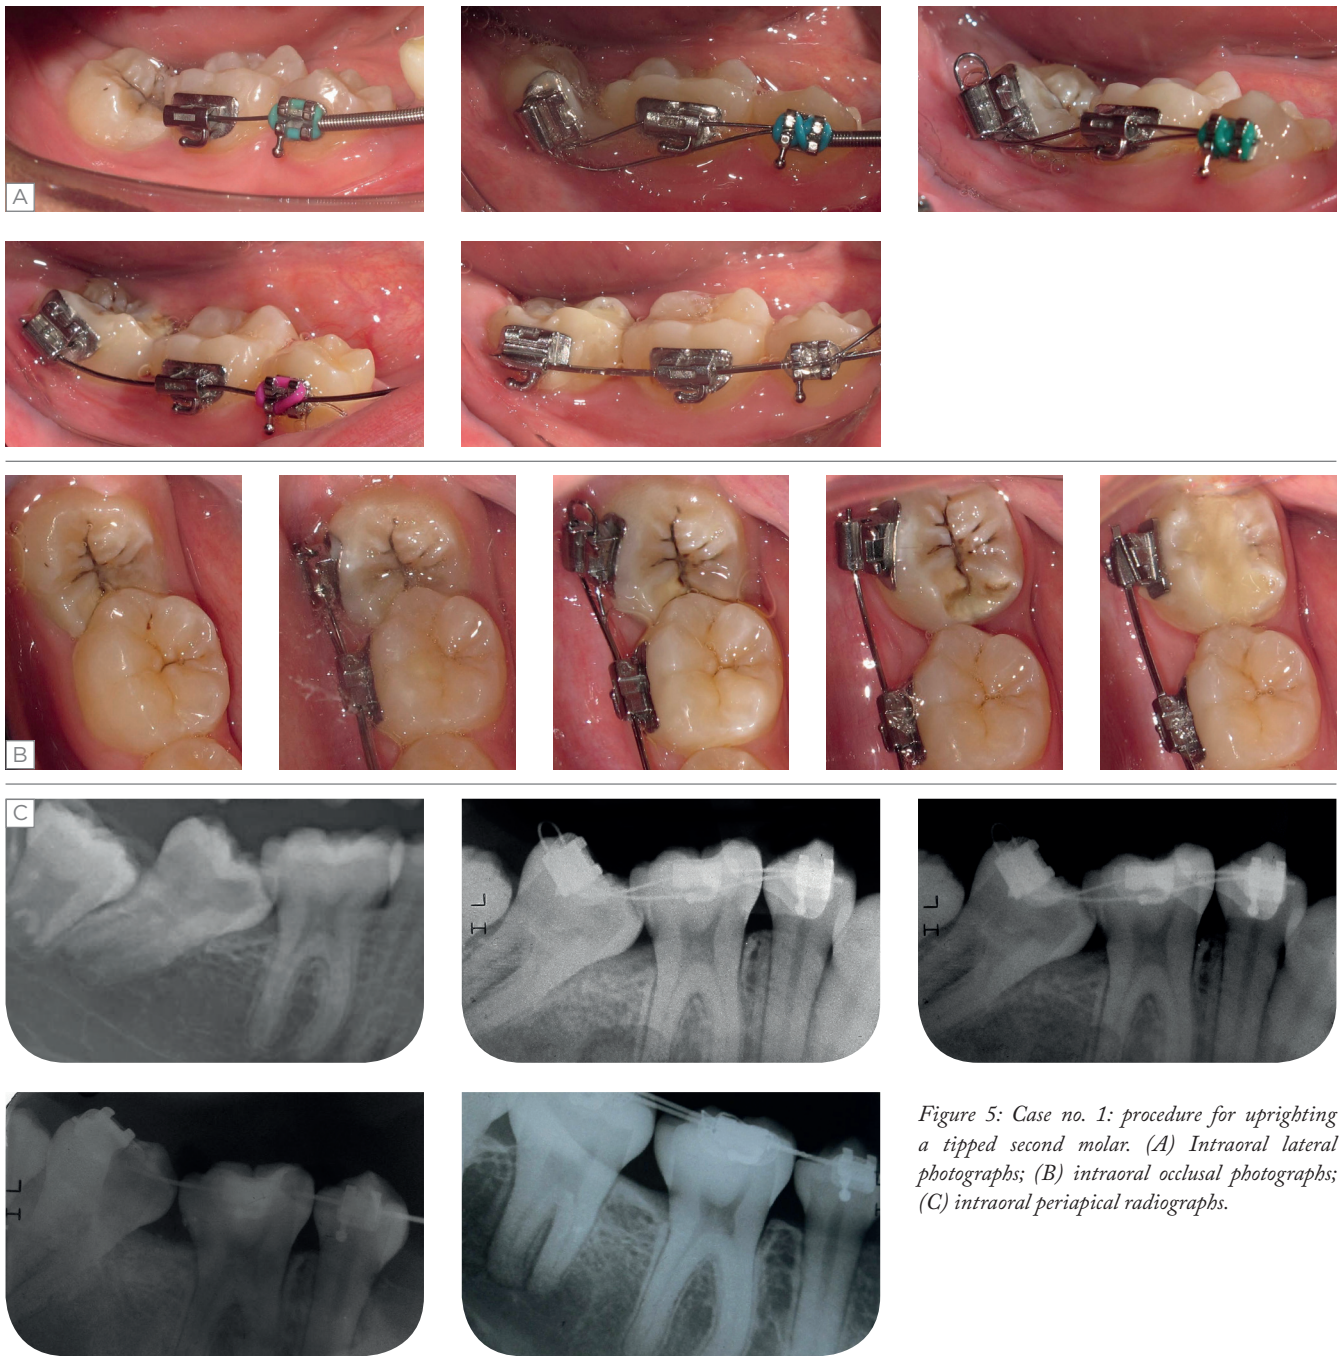 A
B
C
I L
I L
I L
Figure 5: Case no. 1: procedure for uprighting
a tipped second molar. (A) Intraoral lateral
photographs; (B) intraoral occlusal photographs;
(C) intraoral periapical radiographs.